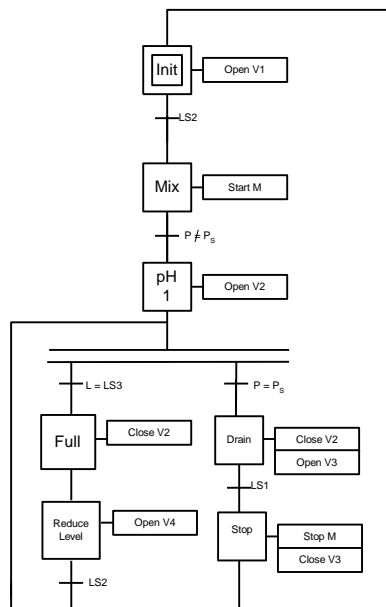 Init
Open V1
LS2
Mix
Start M
P ≠ Ps
pH
1
Open V2
L = LS3
P = Ps
Full
Close V2
Drain
Close V2
Open V3
LS1
Reduce
Level
Open V4
Stop
Stop M
Close V3
LS2